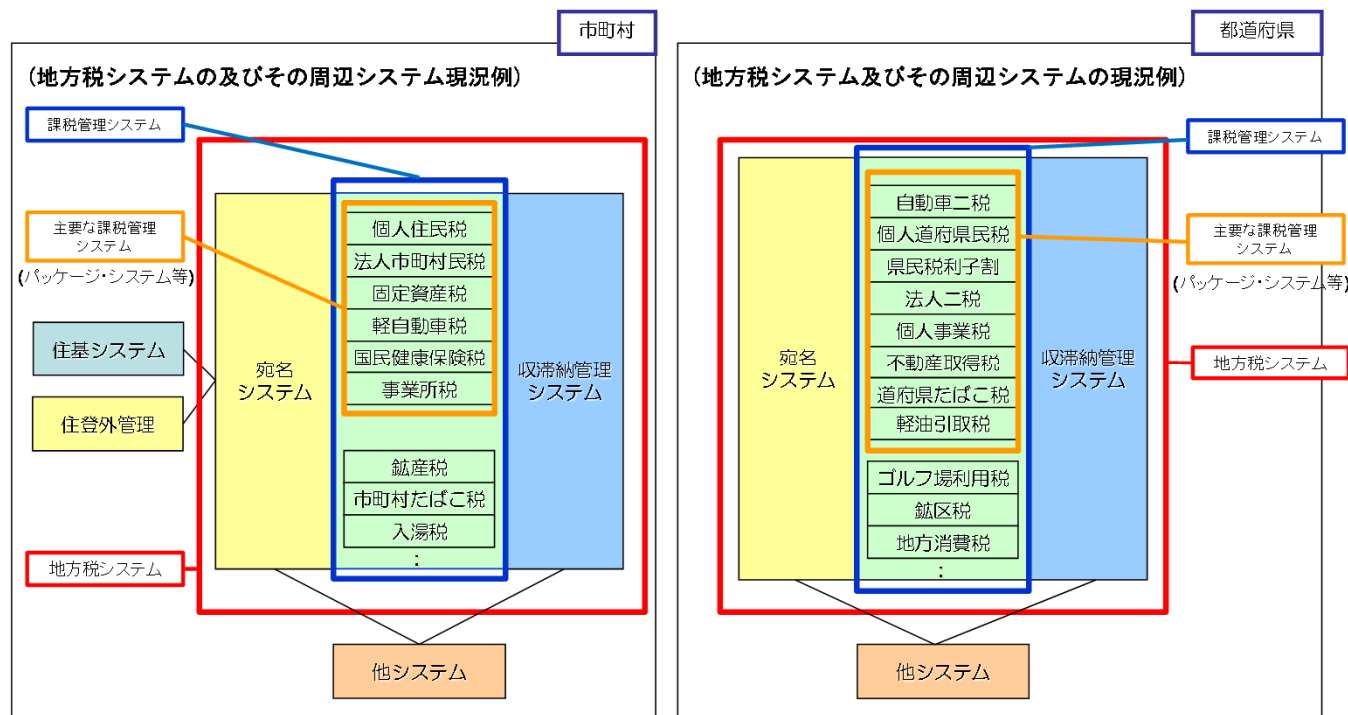 市町村
(地方税システムの及びその周辺システム現況例)
課税管理システム
主要な課税管理
システム
(パッケージ・システム等)
住基システム
住登外管理
地方税システム
宛名
システム
個人住民税
法人市町村民税
固定資産税
軽自動車税
国民健康保険税
事業所税
鉱産税
市町村たばこ税
入湯税
:
収滞納管理
システム
他システム
都道府県
(地方税システム及びその周辺システムの現況例)
課税管理システム
主要な課税管理
システム
(パッケージ・システム等)
地方税システム
宛名
システム
自動車二税
個人道府県民税
県民税利子割
法人二税
個人事業税
不動産取得税
道府県たばこ税
軽油引取税
ゴルフ場利用税
鉱区税
地方消費税
:
収滞納管理
システム
他システム